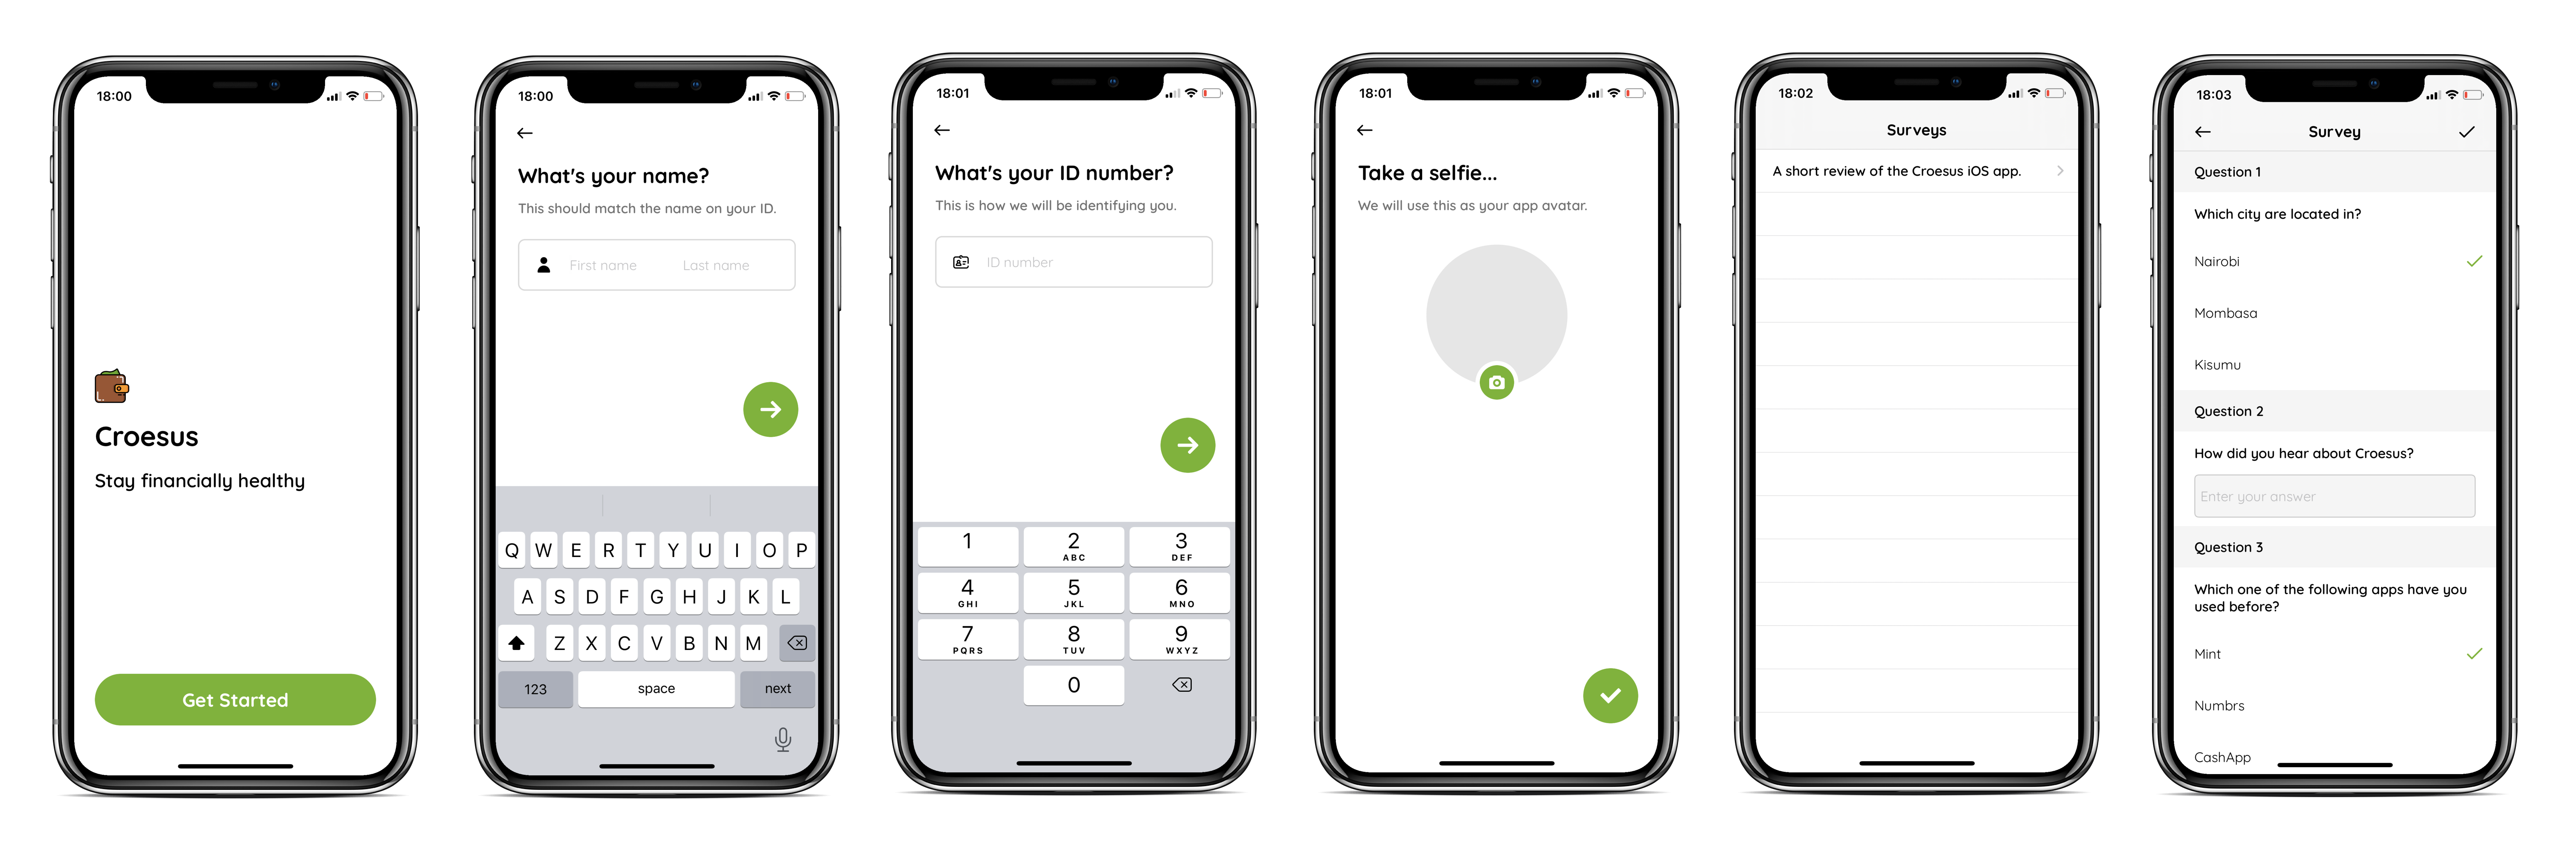 18:00
Croesus
Stay financially healthy
Get Started
18:00
What's your name?
This should match the name on your ID.
First name Last name
Q W E R T Y U I O P
A S D F G H J K L
Z X C V B N M
123 space next
18:01
What's your ID number?
This is how we will be identifying you.
ID number
1 2 3
ABC DEF
4 5 6
GHI JKL MNO
7 8 9
PQRS TUV WXYZ
0
18:01
Take a selfie...
We will use this as your app avatar.
18:02
Surveys
A short review of the Croesus iOS app.
18:03
Survey
Question 1
Which city are located in?
Nairobi
Mombasa
Kisumu
Question 2
How did you hear about Croesus?
Enter your answer
Question 3
Which one of the following apps have you
used before?
Mint
Numbrs
CashApp